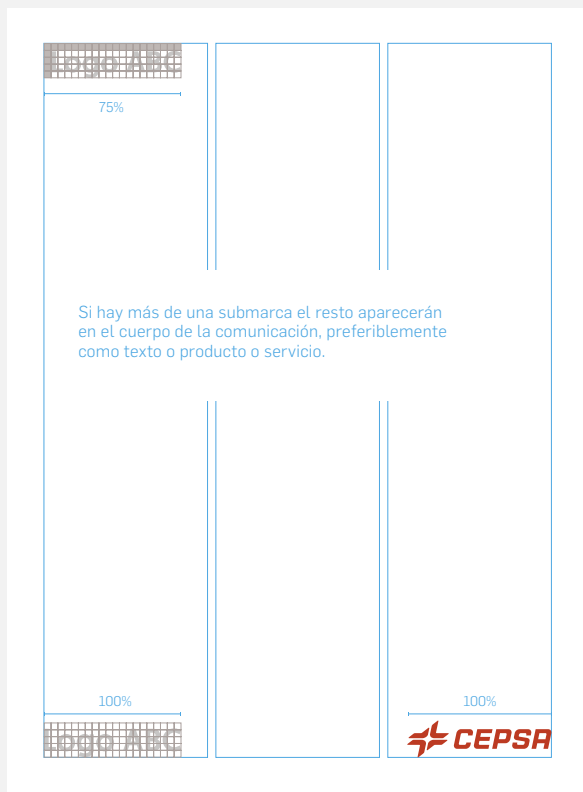 Logo ABC
75%
Si hay más de una submarca el resto aparecerán
en el cuerpo de la comunicación, preferiblemente
como texto o producto o servicio.
100%
100%
Logo ABC
CEPSA